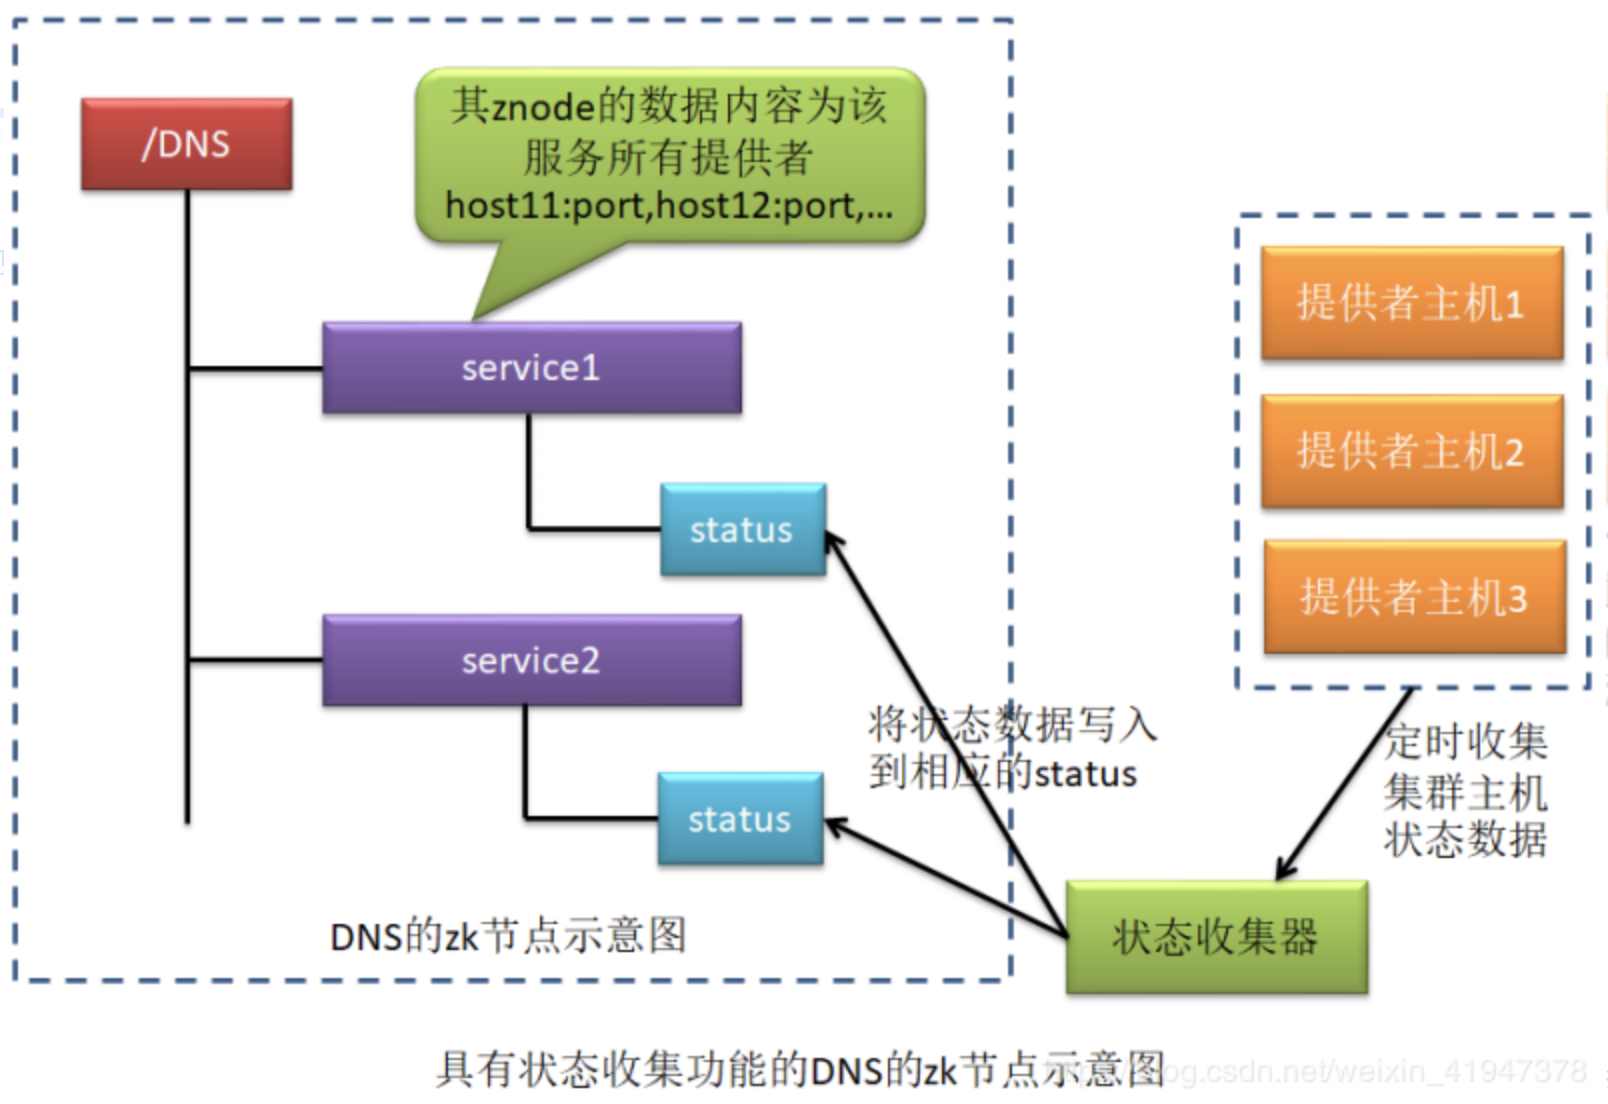 /DNS
其znode的数据内容为该
服务所有提供者
host11:port,host12:port,...
service1
status
service2
status
DNS的zk节点示意图
将状态数据写入
到相应的status
提供者主机1
提供者主机2
提供者主机3
定时收集
集群主机
状态数据
状态收集器
具有状态收集功能的DNS的zk节点示意图
blog.csdn.net/weixin_41947378